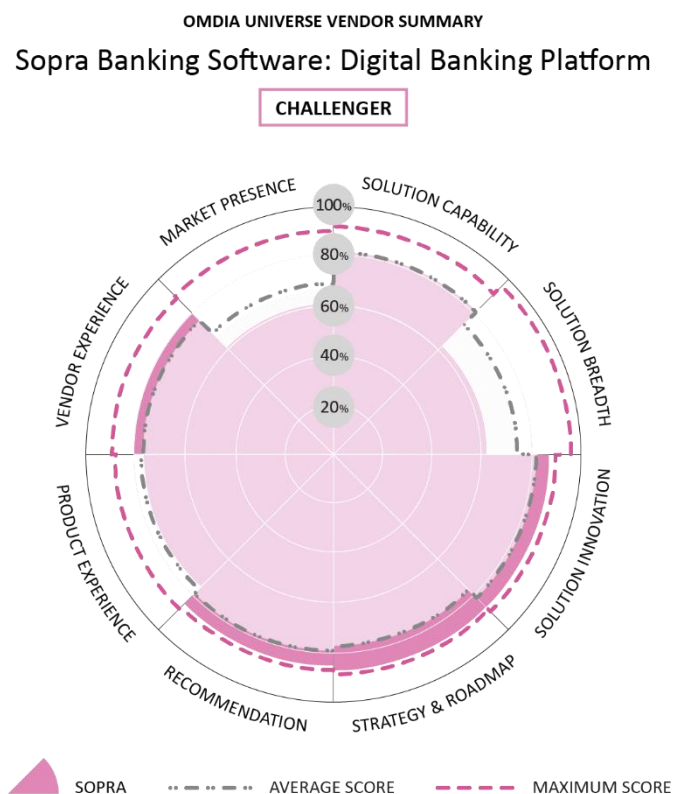 OMDIA UNIVERSE VENDOR SUMMARY
Sopra Banking Software: Digital Banking Platform
CHALLENGER
MARKET PRESENCE
SOLUTION CAPABILITY
SOLUTION BREADTH
SOLUTION INNOVATION
STRATEGY & ROADMAP
RECOMMENDATION
PRODUCT EXPERIENCE
VENDOR EXPERIENCE
100%
80%
60%
40%
20%
SOPRA
AVERAGE SCORE
MAXIMUM SCORE